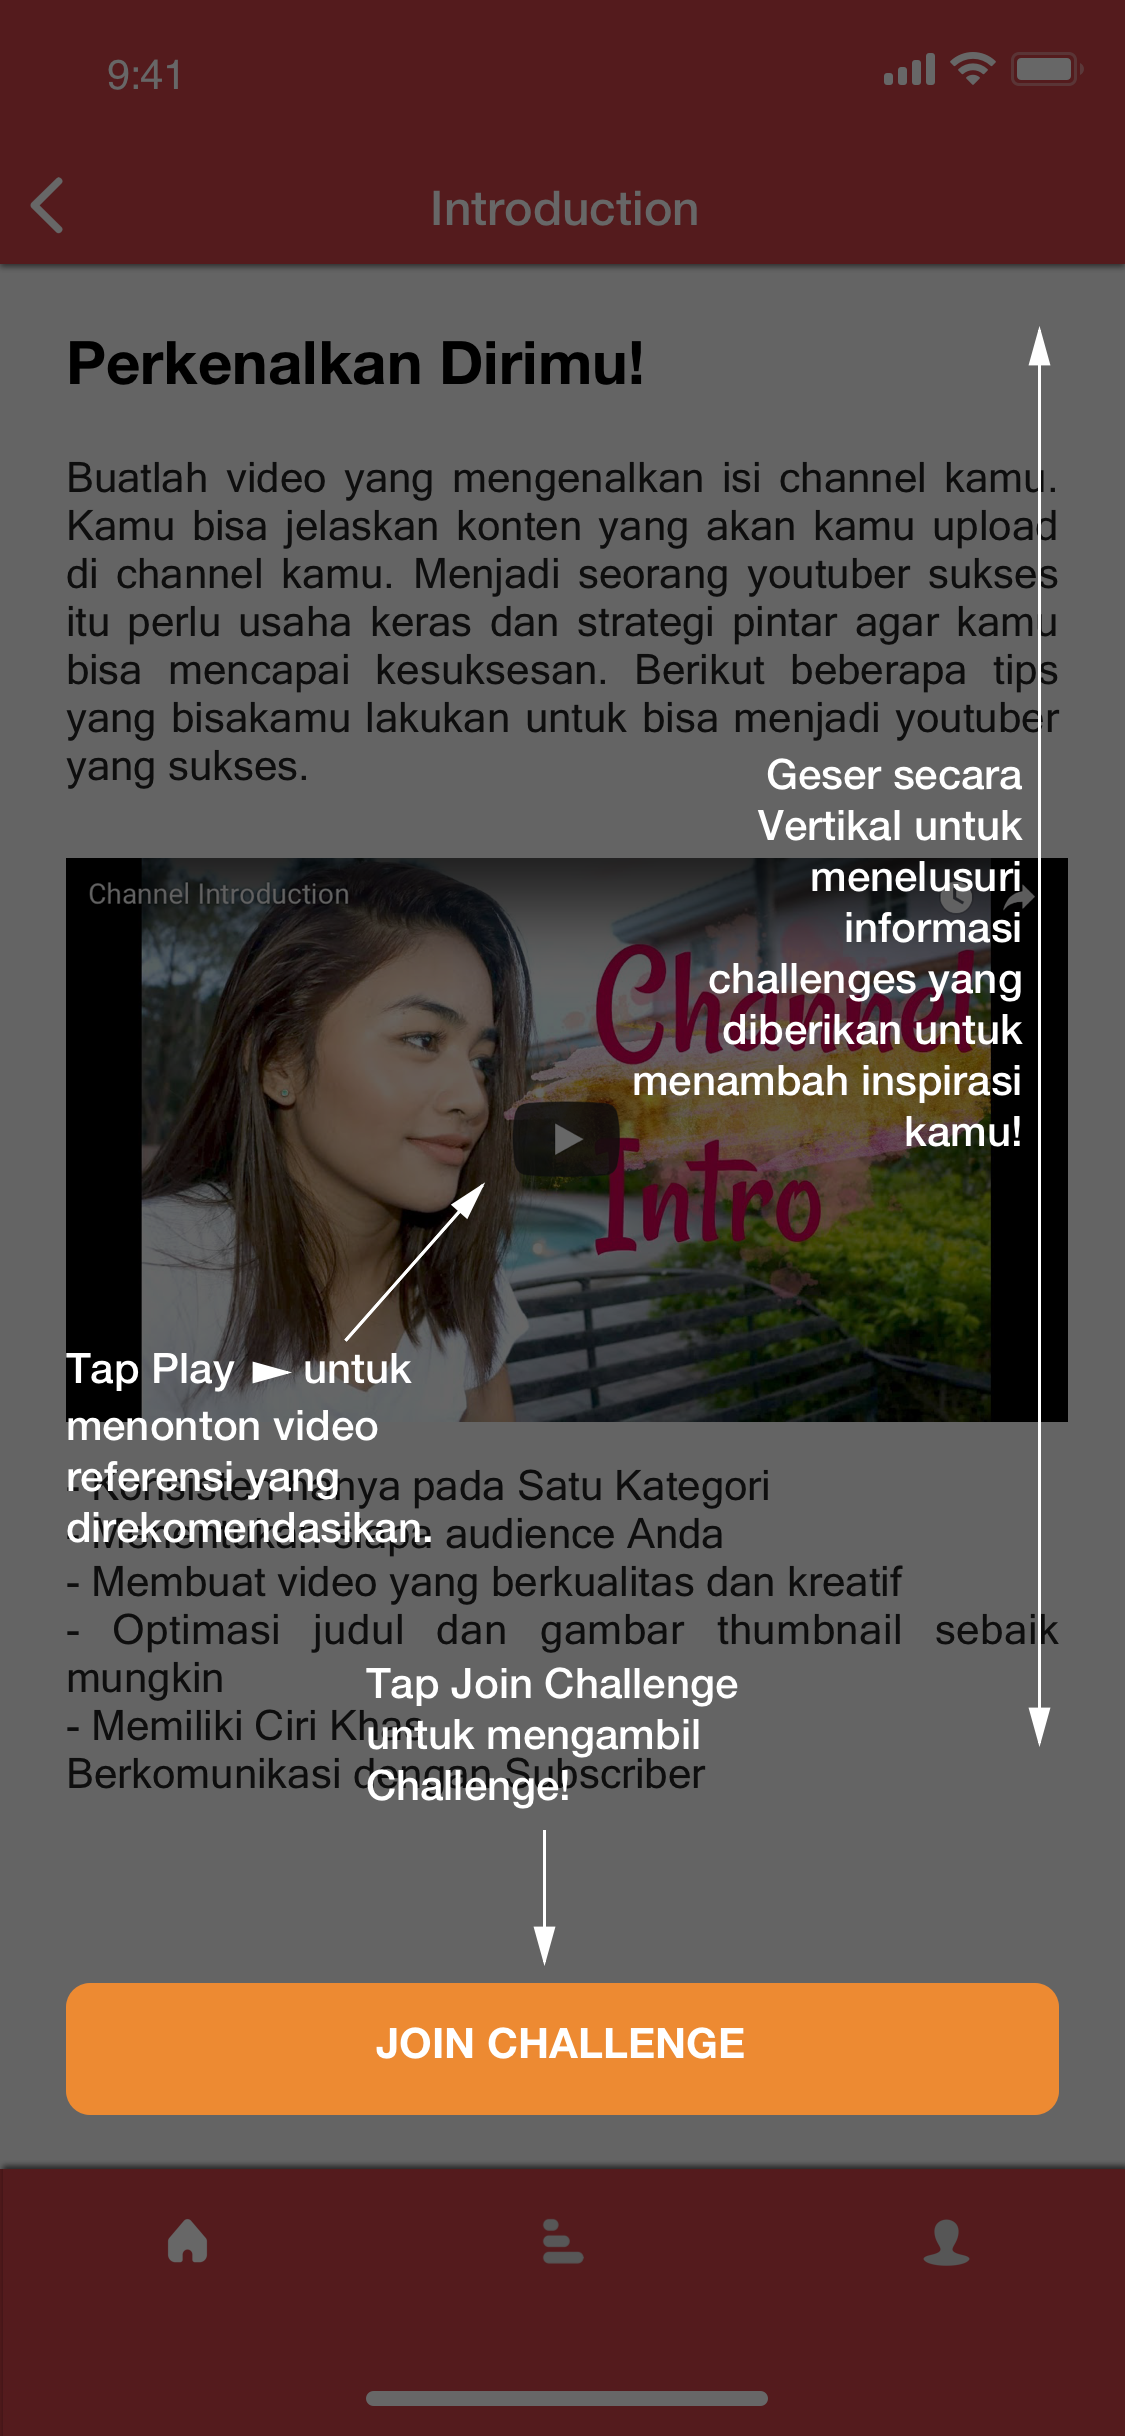 9:41
Introduction
Perkenalkan Dirimu!
Buatlah video yang mengenalkan isi channel kamu.
Kamu bisa jelaskan konten yang akan kamu upload
di channel kamu. Menjadi seorang youtuber sukses
itu perlu usaha keras dan strategi pintar agar kamu
bisa mencapai kesuksesan. Berikut beberapa tips
yang bisakamu lakukan untuk bisa menjadi youtuber
yang sukses.
Geser secara
Vertikal untuk
menelusuri
informasi
challenges yang
diberikan untuk
menambah inspirasi
kamu!
Channel Introduction
Channel
Intro
Tap Play ► untuk
menonton video
referensi yang
direkomendasikan.
- Konsisten hanya pada Satu Kategori
- Menentukan siapa audience Anda
- Membuat video yang berkualitas dan kreatif
- Optimasi judul dan gambar thumbnail sebaik
mungkin
- Memiliki Ciri Khas
Berkomunikasi dengan Subscriber
Tap Join Challenge
untuk mengambil
Challenge!
JOIN CHALLENGE